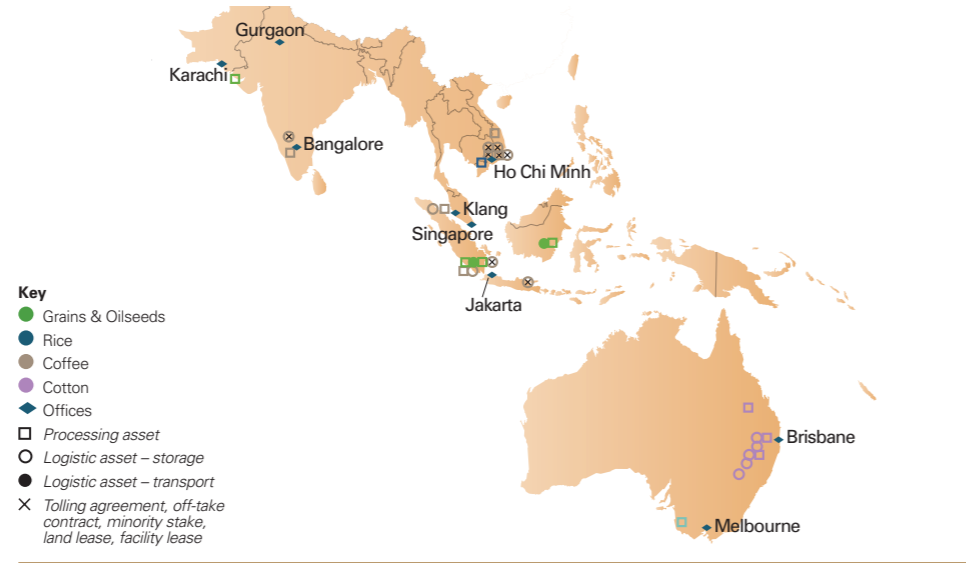 Gurgaon
Karachi
Bangalore
Ho Chi Minh
Klang
Singapore
Jakarta
Key
Grains & Oilseeds
Rice
Coffee
Cotton
Offices
Processing asset
Logistic asset – storage
Logistic asset – transport
Tolling agreement, off-take
contract, minority stake,
land lease, facility lease
Brisbane
Melbourne